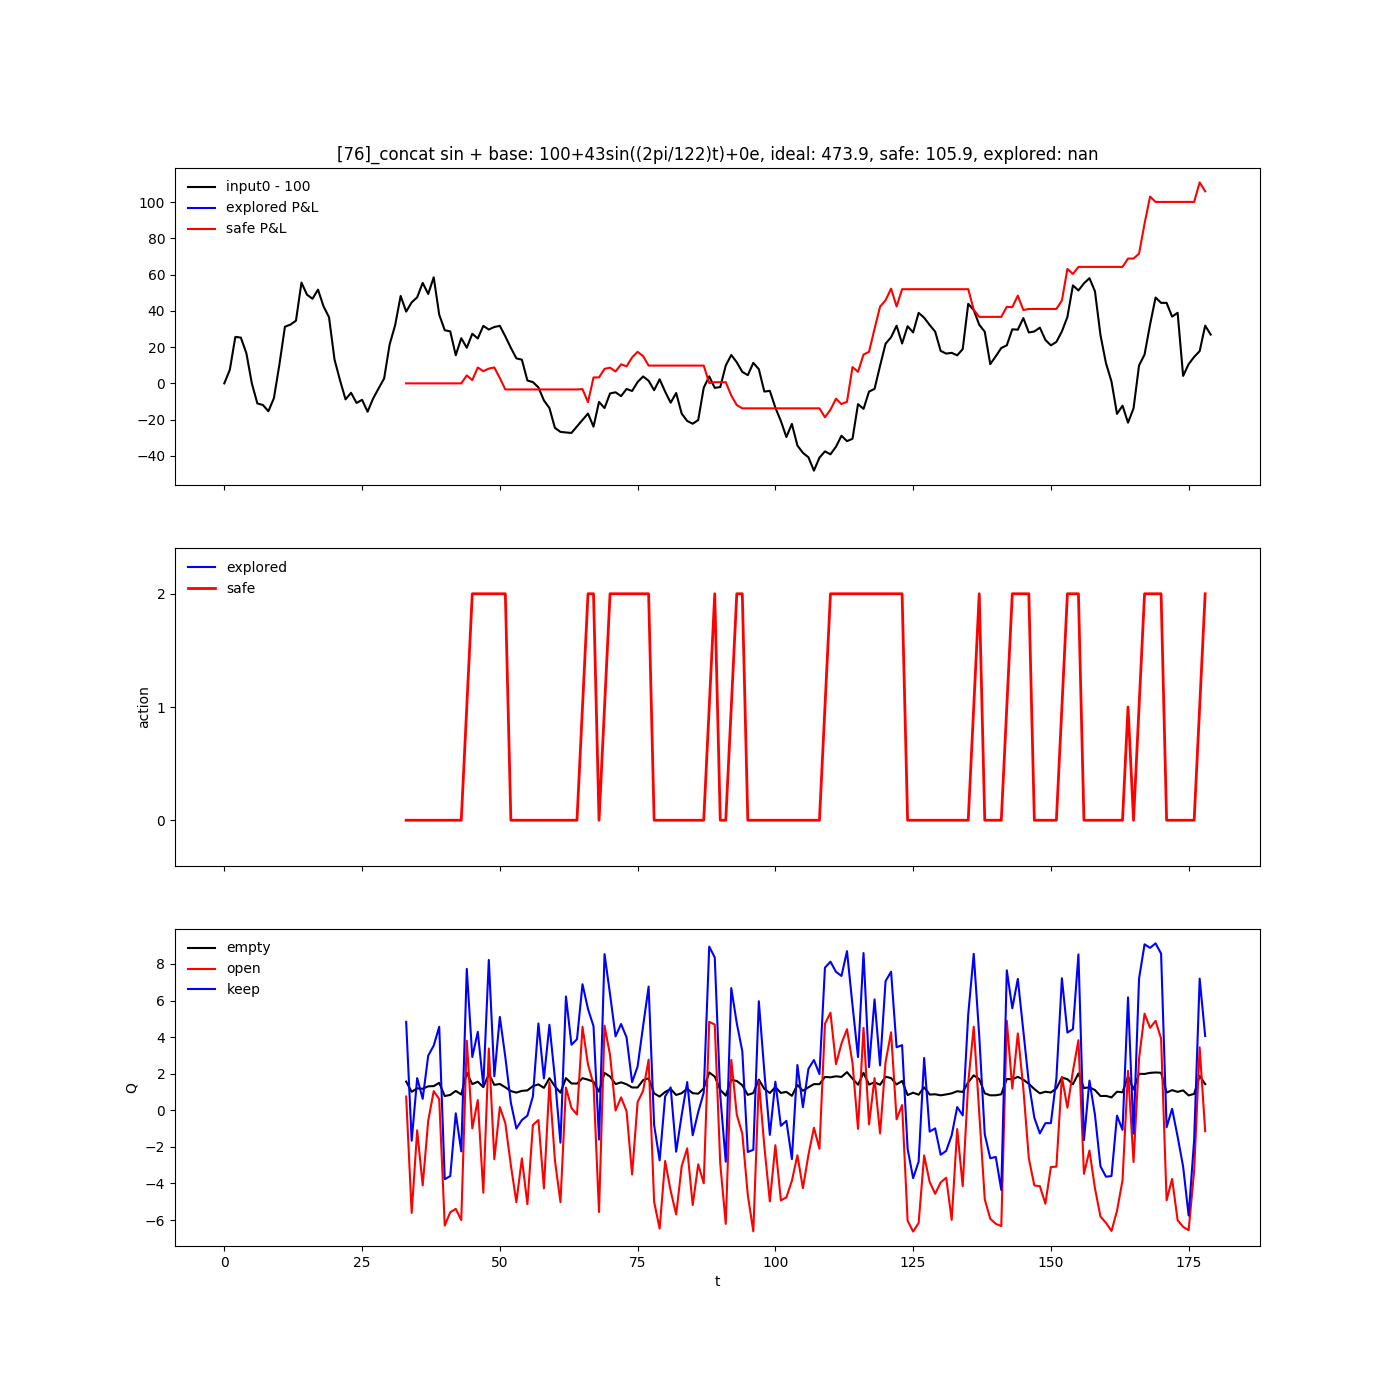 [76]_concat sin + base: 100+43sin((2pi/122)t)+0e, ideal: 473.9, safe: 105.9, explored: nan
input0 - 100
explored P&L
safe P&L
100
80
60
40
20
0
−20
−40
explored
safe
2
1
0
action
empty
open
keep
8
6
4
2
0
−2
−4
−6
Q
0 25 50 75 100 125 150 175
t